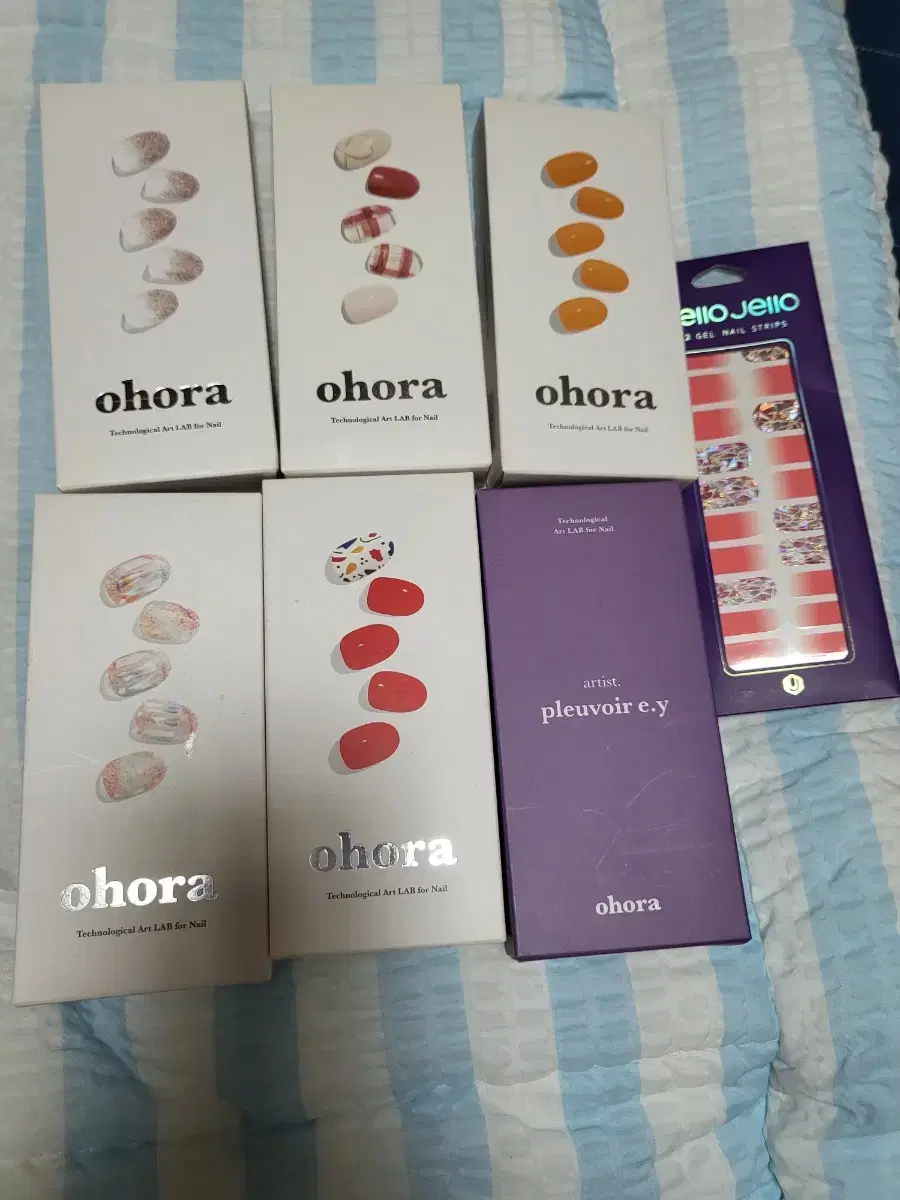 ohora
Technological Art LAB for Nail
ohora
Technological Art LAB for Nail
ohora
Technological Art LAB for Nail
ello Jello
GEL NAIL STRIPS
ohora
Technological Art LAB for Nail
ohora
Technological Art LAB for Nail
Technological
Art LAB for Nail
artist.
pleuvoir e.y
ohora